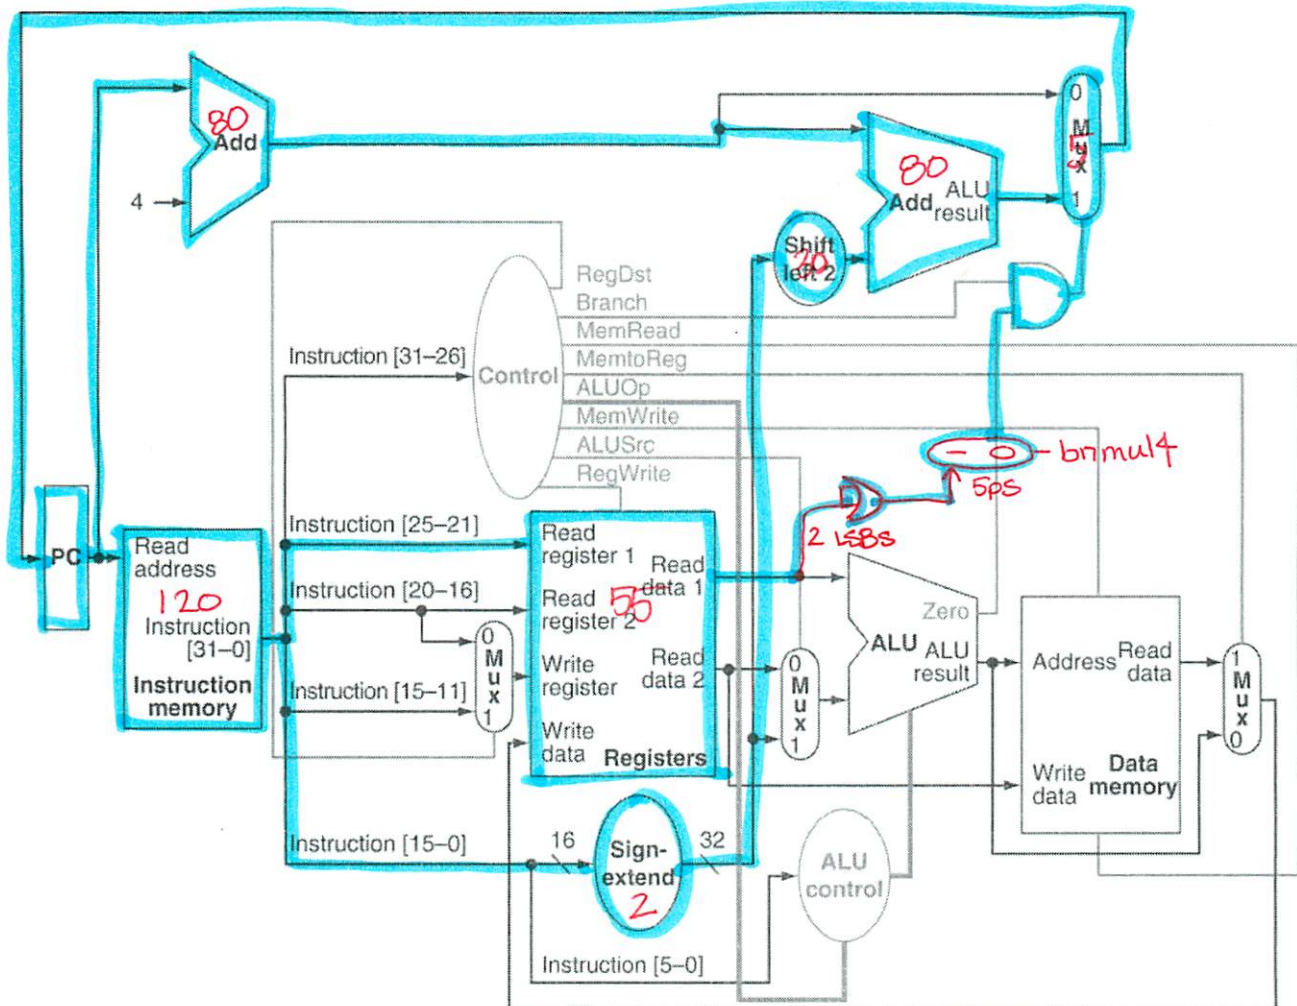 0
M
u
x
1
5
80
Add
4
80
Add ALU
result
Shift
left 2
20
RegDst
Branch
MemRead
MemtoReg
ALUOp
MemWrite
ALUSrc
RegWrite
Instruction [31–26]
Control
- 0 - bnmul4
5ps
2 LSBs
PC
Read
address
120
Instruction
[31–0]
Instruction
memory
Instruction [25–21]
Instruction [20–16]
Instruction [15–11]
0
M
u
x
1
Read
register 1
Read
register 2
Write
register
Write
data
Read
data 1
55
Read
data 2
Registers
0
M
u
x
1
Zero
ALU
ALU
result
Address
Read
data
Write
data
Data
memory
1
M
u
x
0
Instruction [15–0]
16
Sign-
extend
2
32
ALU
control
Instruction [5–0]